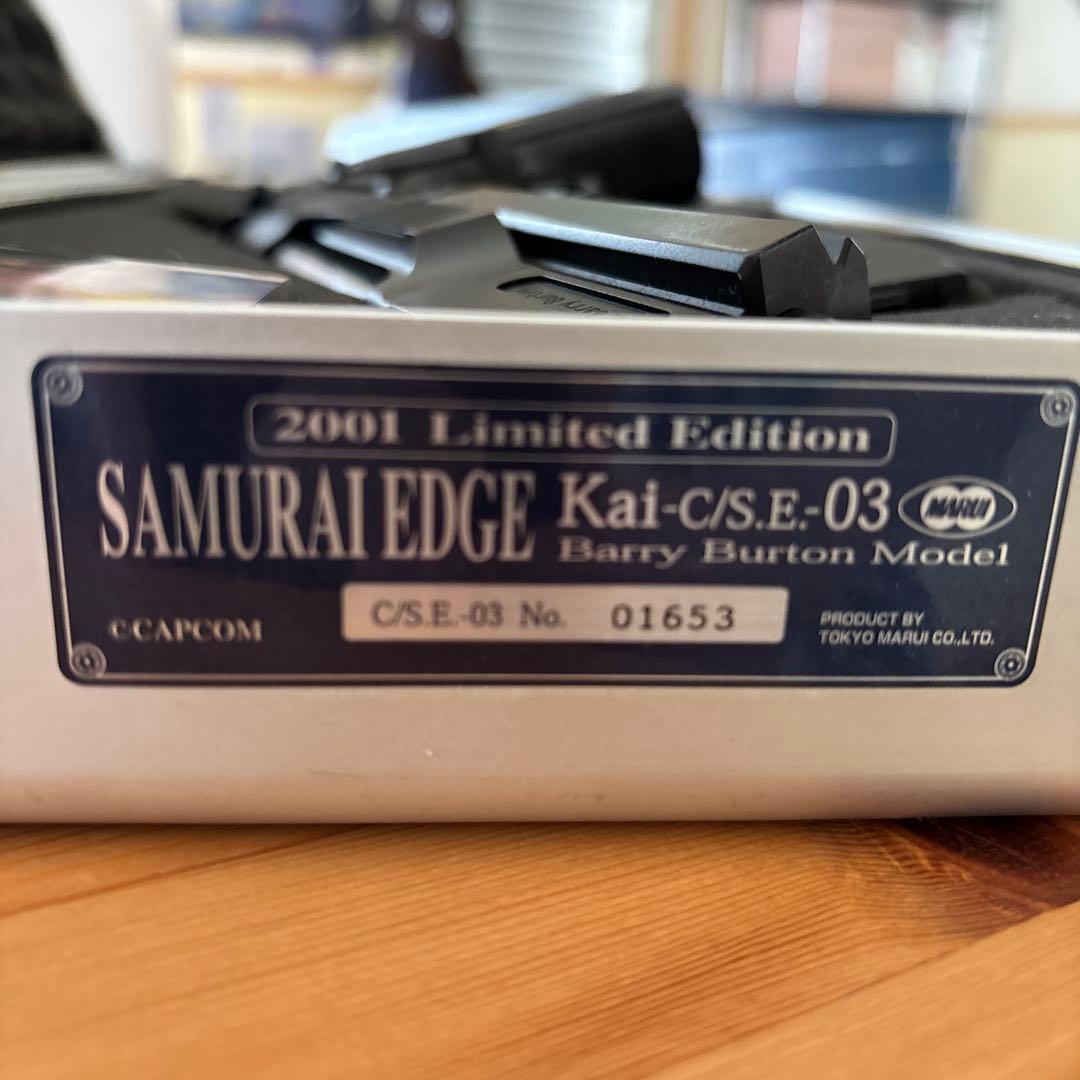 2001 Limited Edition
SAMURAI EDGE Kai-C/S.E.-03 MARUI
Barry Burton Model
C/S.E.-03 No. 01653
©CAPCOM
PRODUCT BY
TOKYO MARUI CO.,LTD.